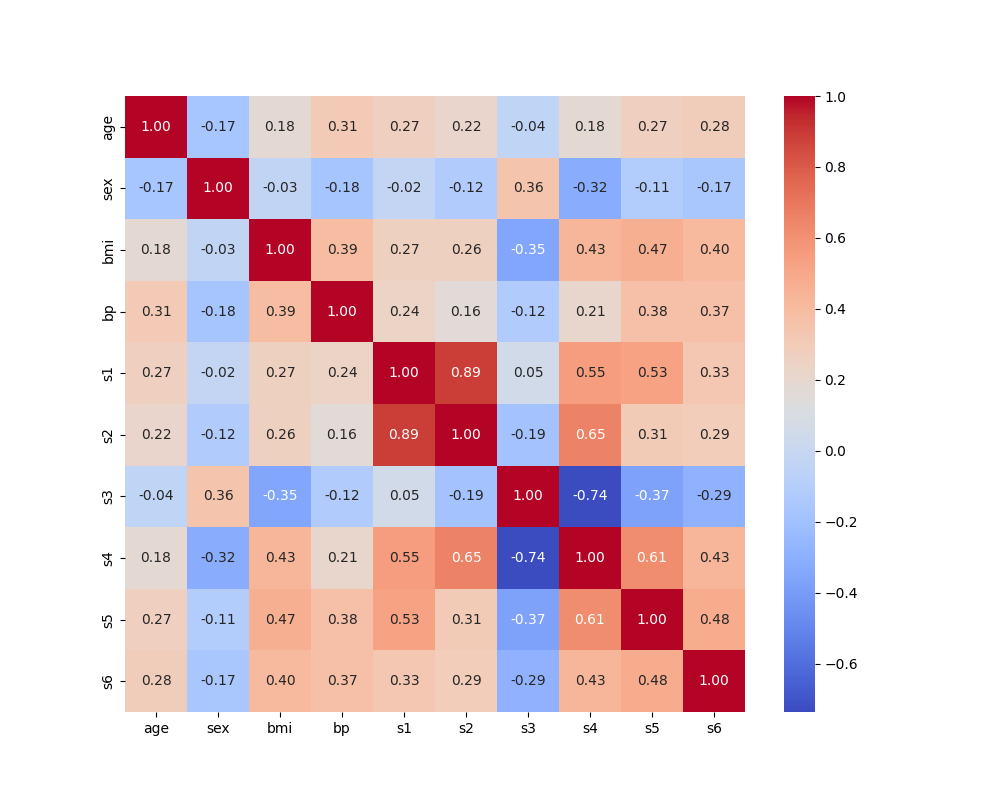 age 1.00 -0.17 0.18 0.31 0.27 0.22 -0.04 0.18 0.27 0.28
sex -0.17 1.00 -0.03 -0.18 -0.02 -0.12 0.36 -0.32 -0.11 -0.17
bmi 0.18 -0.03 1.00 0.39 0.27 0.26 -0.35 0.43 0.47 0.40
bp 0.31 -0.18 0.39 1.00 0.24 0.16 -0.12 0.21 0.38 0.37
s1 0.27 -0.02 0.27 0.24 1.00 0.89 0.05 0.55 0.53 0.33
s2 0.22 -0.12 0.26 0.16 0.89 1.00 -0.19 0.65 0.31 0.29
s3 -0.04 0.36 -0.35 -0.12 0.05 -0.19 1.00 -0.74 -0.37 -0.29
s4 0.18 -0.32 0.43 0.21 0.55 0.65 -0.74 1.00 0.61 0.43
s5 0.27 -0.11 0.47 0.38 0.53 0.31 -0.37 0.61 1.00 0.48
s6 0.28 -0.17 0.40 0.37 0.33 0.29 -0.29 0.43 0.48 1.00
age sex bmi bp s1 s2 s3 s4 s5 s6
1.0
0.8
0.6
0.4
0.2
0.0
−0.2
−0.4
−0.6